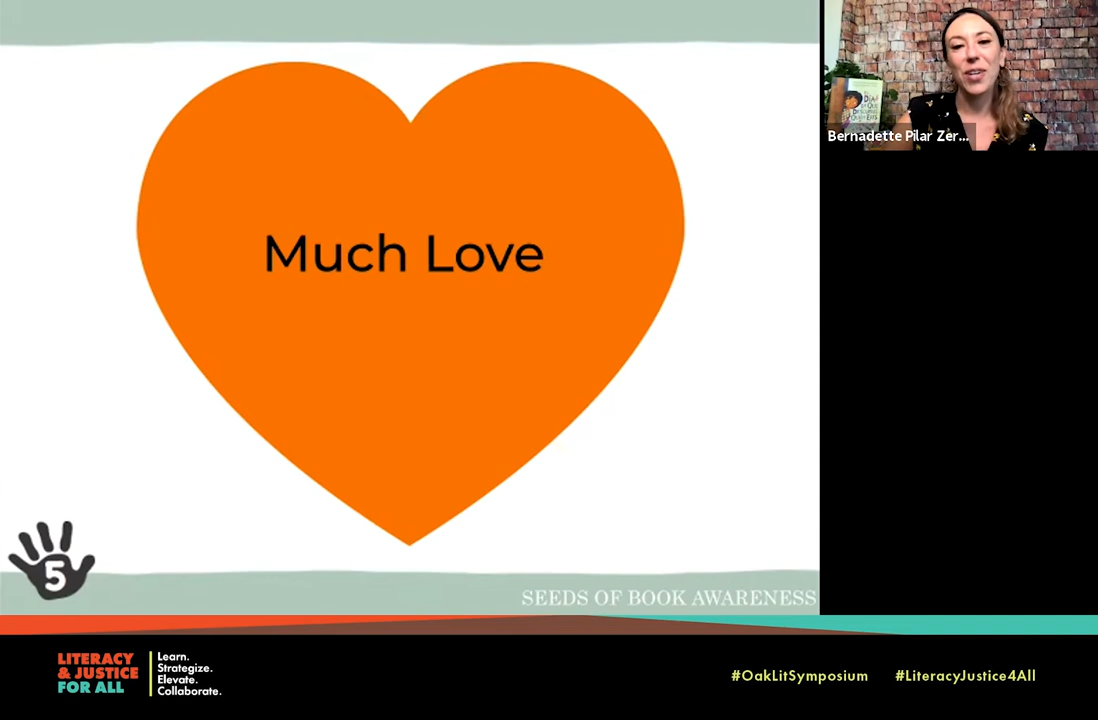 Much Love
5
SEEDS OF BOOK AWARENESS
Bernadette Pilar Zer...
LITERACY
& JUSTICE
FOR ALL
Learn.
Strategize.
Elevate.
Collaborate.
#OakLitSymposium
#LiteracyJustice4All